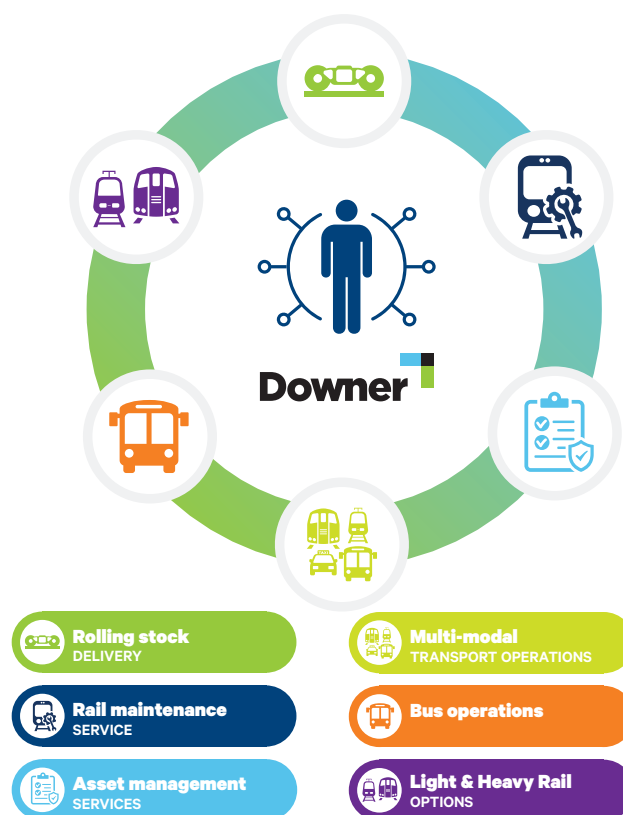 Downer
Rolling stock
DELIVERY
Rail maintenance
SERVICE
Asset management
SERVICES
Multi-modal
TRANSPORT OPERATIONS
Bus operations
Light & Heavy Rail
OPTIONS